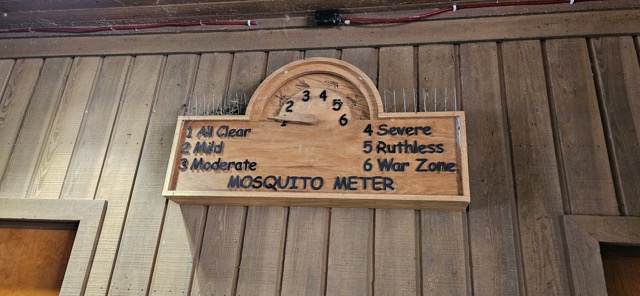 1 2 3 4 5 6
1 All Clear
2 Mild
3 Moderate
4 Severe
5 Ruthless
6 War Zone
MOSQUITO METER